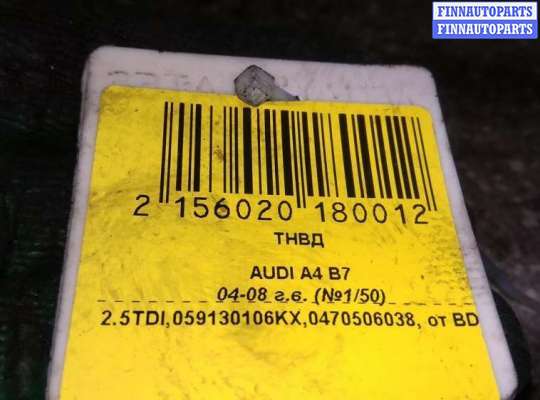 FINNAUTOPARTS
FINNAUTOPARTS
2 156020 180012
ТНВД
AUDI A4 B7
04-08 г.в. (№1/50)
2.5TDI,059130106KX,0470506038, от BD